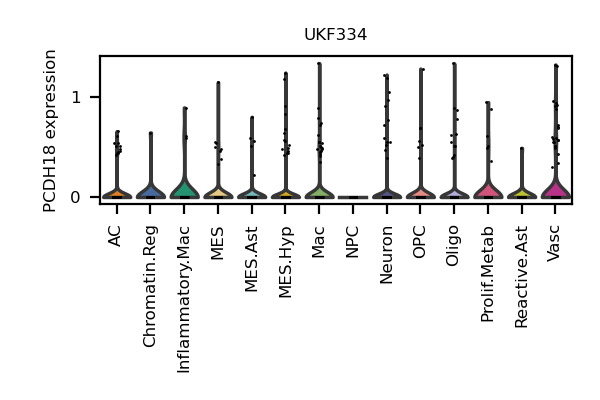 UKF334
PCDH18 expression
1
0
AC
Chromatin.Reg
Inflammatory.Mac
MES
MES.Ast
MES.Hyp
Mac
NPC
Neuron
OPC
Oligo
Prolif.Metab
Reactive.Ast
Vasc